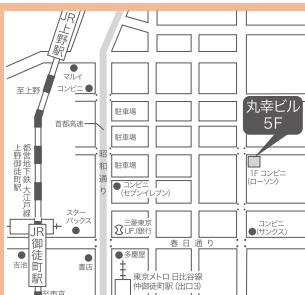 JR
上野駅
マルイ
コンビニ
至上野
首都高速
駐車場
駐車場
駐車場
丸幸ビル
5F
1F コンビニ
(ローソン)
都営地下鉄 大江戸線
上野御徒町駅
昭和通り
コンビニ
(セブンイレブン)
スター
バックス
三菱東京
UFJ銀行
コンビニ
(サンクス)
春日通り
JR
御徒町駅
吉池
書店
多慶屋
東京メトロ 日比谷線
仲御徒町駅 (出口3)
至東京